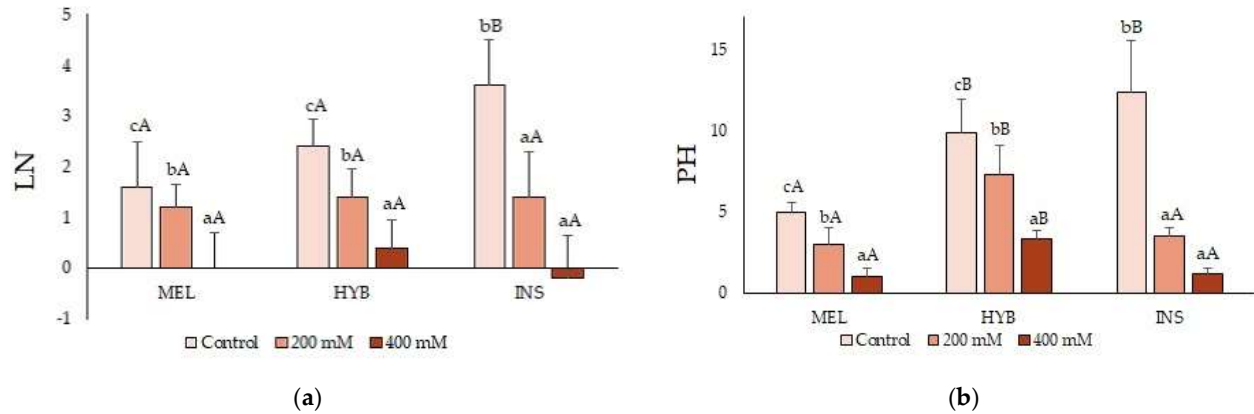 LN
5
4
3
2
1
0
-1
cA
bA
aA
cA
bA
aA
bB
aA
aA
MEL
HYB
INS
Control
200 mM
400 mM
(a)
PH
15
10
5
0
cA
bA
aA
cB
bB
aB
bB
aA
aA
MEL
HYB
INS
Control
200 mM
400 mM
(b)